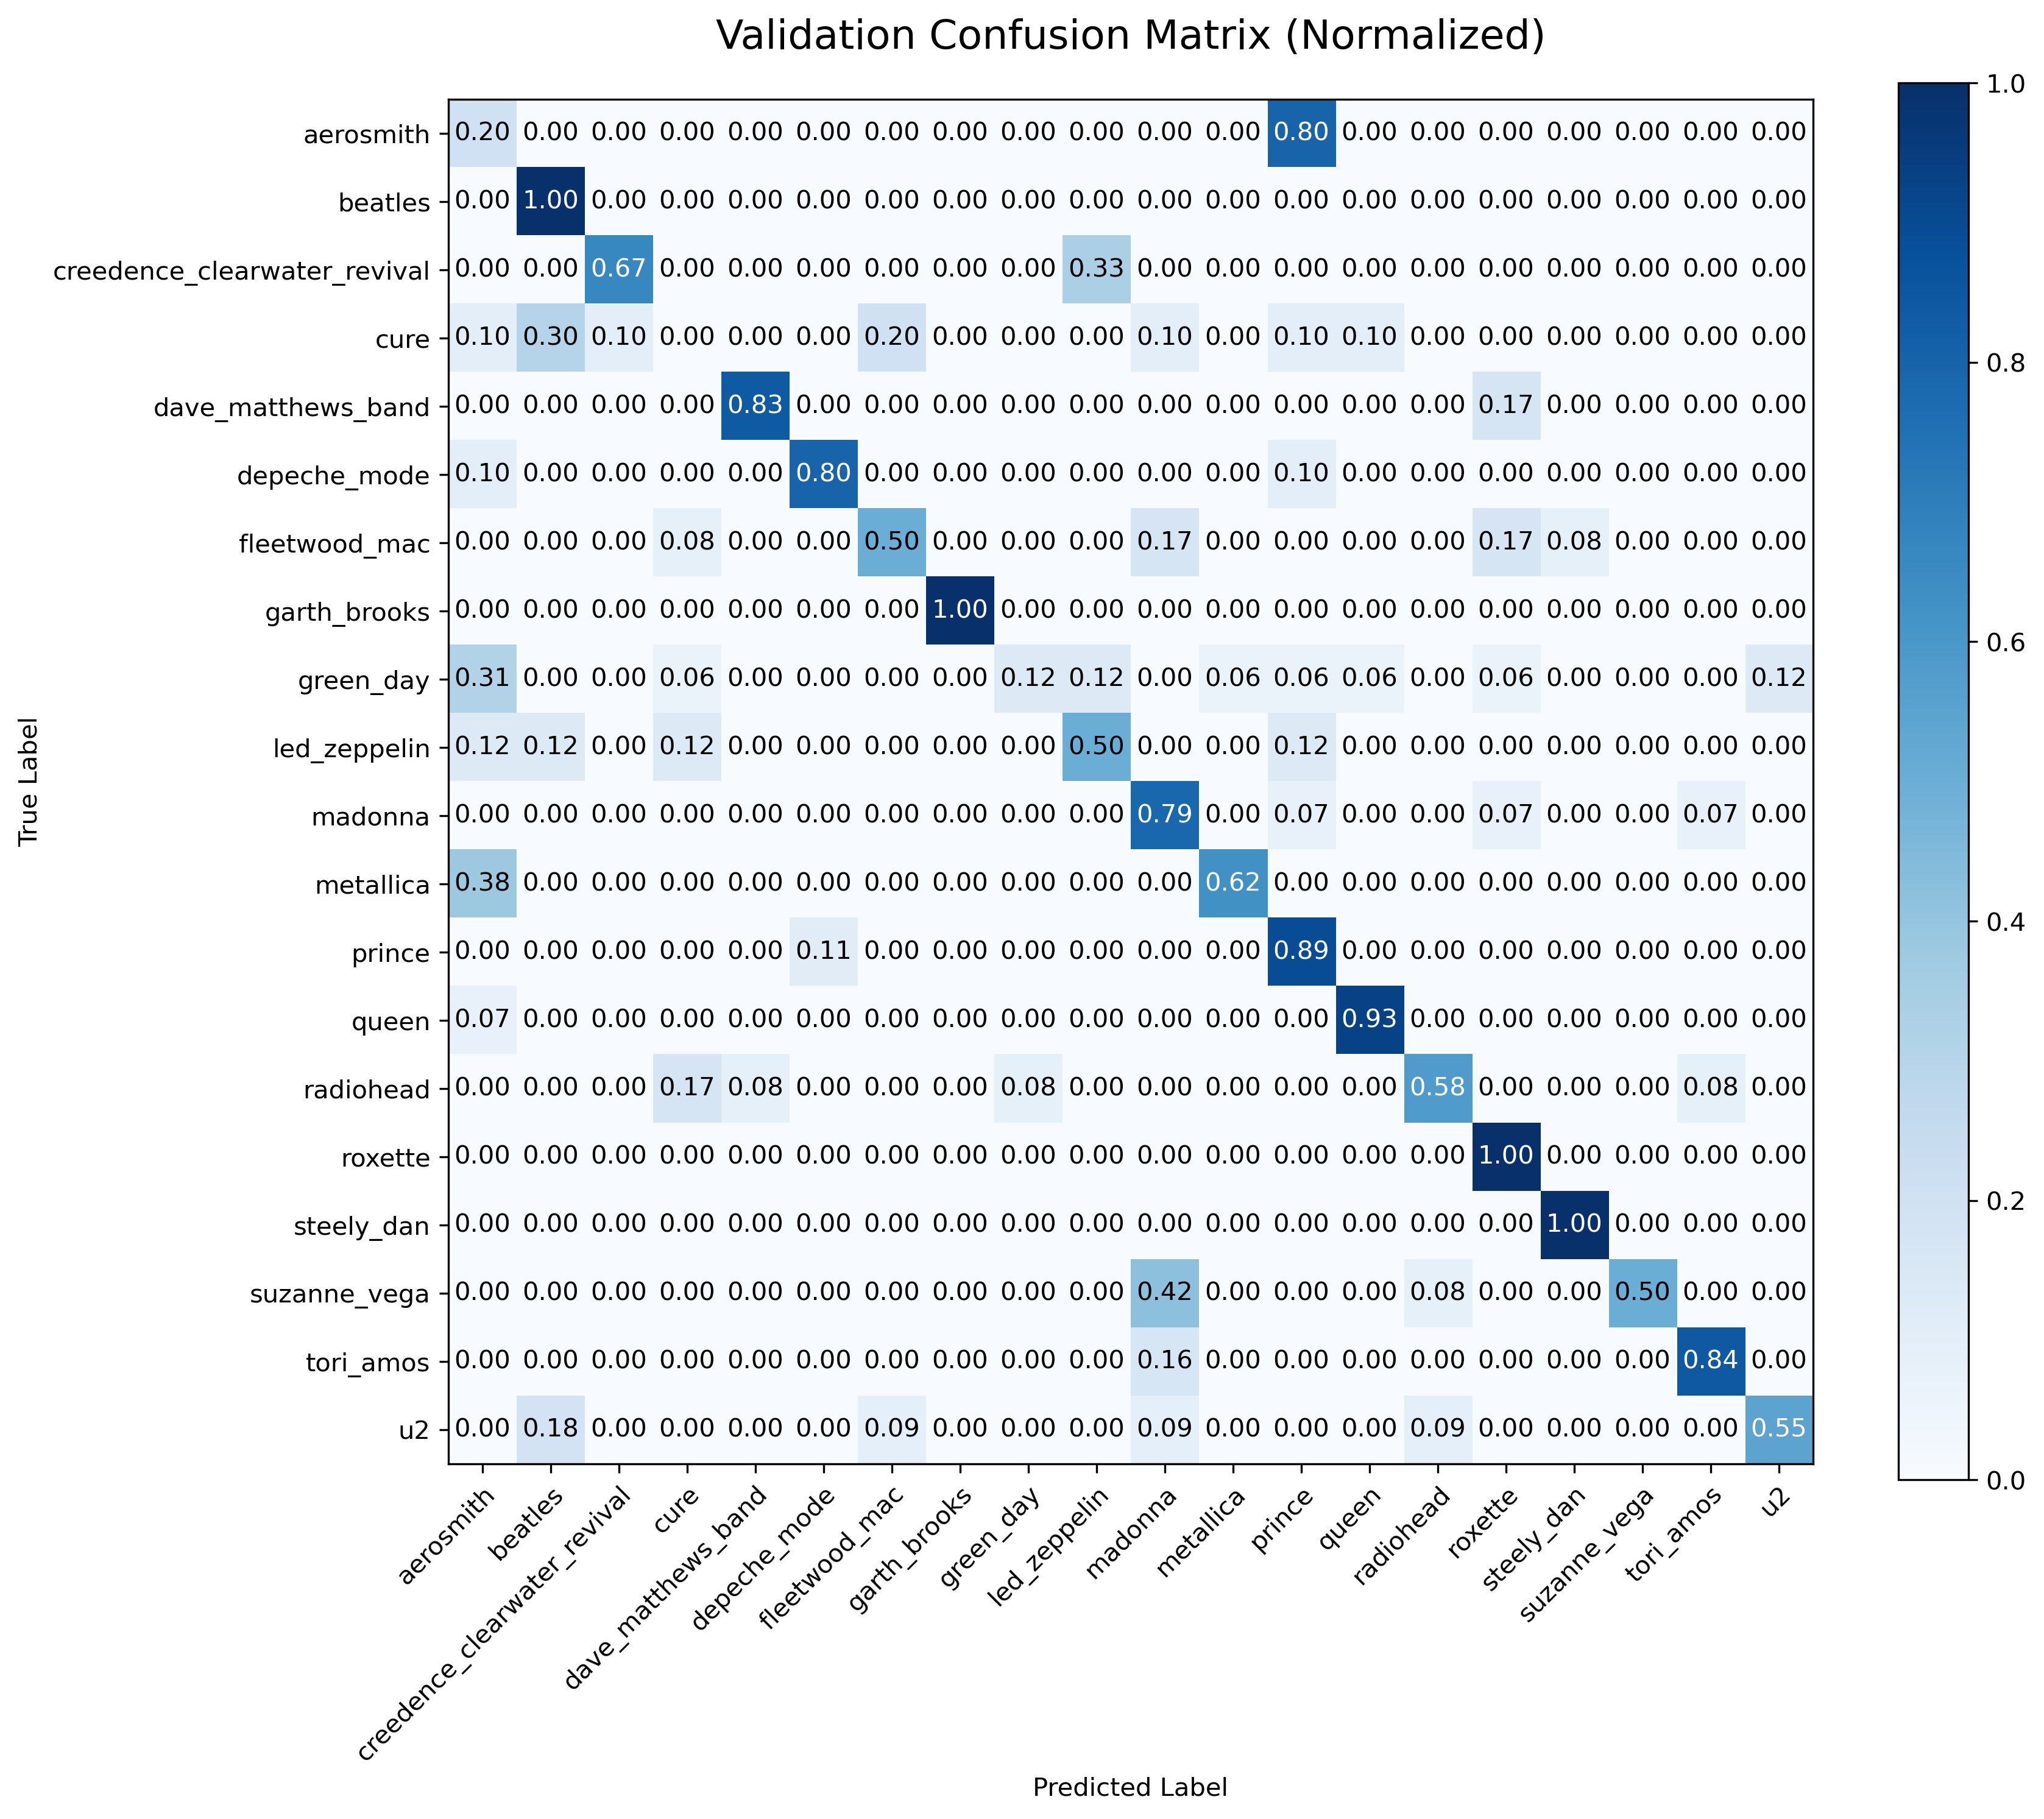 Validation Confusion Matrix (Normalized)
True Label
aerosmith 0.20 0.00 0.00 0.00 0.00 0.00 0.00 0.00 0.00 0.00 0.00 0.00 0.80 0.00 0.00 0.00 0.00 0.00 0.00 0.00
beatles 0.00 1.00 0.00 0.00 0.00 0.00 0.00 0.00 0.00 0.00 0.00 0.00 0.00 0.00 0.00 0.00 0.00 0.00 0.00 0.00
creedence_clearwater_revival 0.00 0.00 0.67 0.00 0.00 0.00 0.00 0.00 0.00 0.33 0.00 0.00 0.00 0.00 0.00 0.00 0.00 0.00 0.00 0.00
cure 0.10 0.30 0.10 0.00 0.00 0.00 0.20 0.00 0.00 0.00 0.10 0.00 0.10 0.10 0.00 0.00 0.00 0.00 0.00 0.00
dave_matthews_band 0.00 0.00 0.00 0.00 0.83 0.00 0.00 0.00 0.00 0.00 0.00 0.00 0.00 0.00 0.00 0.17 0.00 0.00 0.00 0.00
depeche_mode 0.10 0.00 0.00 0.00 0.00 0.80 0.00 0.00 0.00 0.00 0.00 0.00 0.10 0.00 0.00 0.00 0.00 0.00 0.00 0.00
fleetwood_mac 0.00 0.00 0.00 0.08 0.00 0.00 0.50 0.00 0.00 0.00 0.17 0.00 0.00 0.00 0.00 0.17 0.08 0.00 0.00 0.00
garth_brooks 0.00 0.00 0.00 0.00 0.00 0.00 0.00 1.00 0.00 0.00 0.00 0.00 0.00 0.00 0.00 0.00 0.00 0.00 0.00 0.00
green_day 0.31 0.00 0.00 0.06 0.00 0.00 0.00 0.00 0.12 0.12 0.00 0.06 0.06 0.06 0.00 0.06 0.00 0.00 0.00 0.12
led_zeppelin 0.12 0.12 0.00 0.12 0.00 0.00 0.00 0.00 0.00 0.50 0.00 0.00 0.12 0.00 0.00 0.00 0.00 0.00 0.00 0.00
madonna 0.00 0.00 0.00 0.00 0.00 0.00 0.00 0.00 0.00 0.00 0.79 0.00 0.07 0.00 0.00 0.07 0.00 0.00 0.07 0.00
metallica 0.38 0.00 0.00 0.00 0.00 0.00 0.00 0.00 0.00 0.00 0.00 0.62 0.00 0.00 0.00 0.00 0.00 0.00 0.00 0.00
prince 0.00 0.00 0.00 0.00 0.00 0.11 0.00 0.00 0.00 0.00 0.00 0.00 0.89 0.00 0.00 0.00 0.00 0.00 0.00 0.00
queen 0.07 0.00 0.00 0.00 0.00 0.00 0.00 0.00 0.00 0.00 0.00 0.00 0.00 0.93 0.00 0.00 0.00 0.00 0.00 0.00
radiohead 0.00 0.00 0.00 0.17 0.08 0.00 0.00 0.00 0.08 0.00 0.00 0.00 0.00 0.00 0.58 0.00 0.00 0.00 0.08 0.00
roxette 0.00 0.00 0.00 0.00 0.00 0.00 0.00 0.00 0.00 0.00 0.00 0.00 0.00 0.00 0.00 1.00 0.00 0.00 0.00 0.00
steely_dan 0.00 0.00 0.00 0.00 0.00 0.00 0.00 0.00 0.00 0.00 0.00 0.00 0.00 0.00 0.00 0.00 1.00 0.00 0.00 0.00
suzanne_vega 0.00 0.00 0.00 0.00 0.00 0.00 0.00 0.00 0.00 0.00 0.42 0.00 0.00 0.00 0.08 0.00 0.00 0.50 0.00 0.00
tori_amos 0.00 0.00 0.00 0.00 0.00 0.00 0.00 0.00 0.00 0.00 0.16 0.00 0.00 0.00 0.00 0.00 0.00 0.00 0.84 0.00
u2 0.00 0.18 0.00 0.00 0.00 0.00 0.09 0.00 0.00 0.00 0.09 0.00 0.00 0.00 0.09 0.00 0.00 0.00 0.00 0.55
aerosmith
beatles
creedence_clearwater_revival
cure
dave_matthews_band
depeche_mode
fleetwood_mac
garth_brooks
green_day
led_zeppelin
madonna
metallica
prince
queen
radiohead
roxette
steely_dan
suzanne_vega
tori_amos
u2
Predicted Label
1.0
0.8
0.6
0.4
0.2
0.0